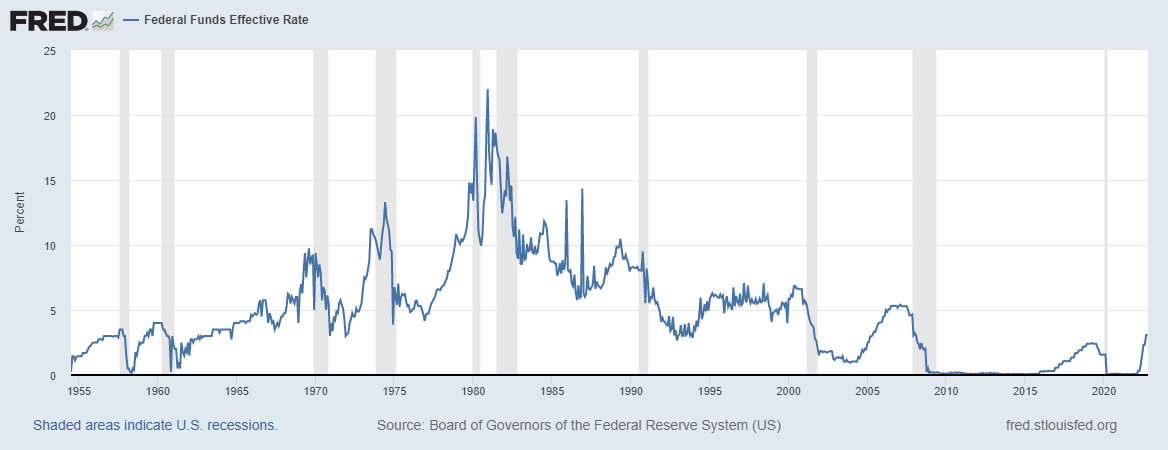 FRED
Federal Funds Effective Rate
25
20
15
10
5
0
Percent
1955 1960 1965 1970 1975 1980 1985 1990 1995 2000 2005 2010 2015 2020
Shaded areas indicate U.S. recessions. Source: Board of Governors of the Federal Reserve System (US) fred.stlouisfed.org